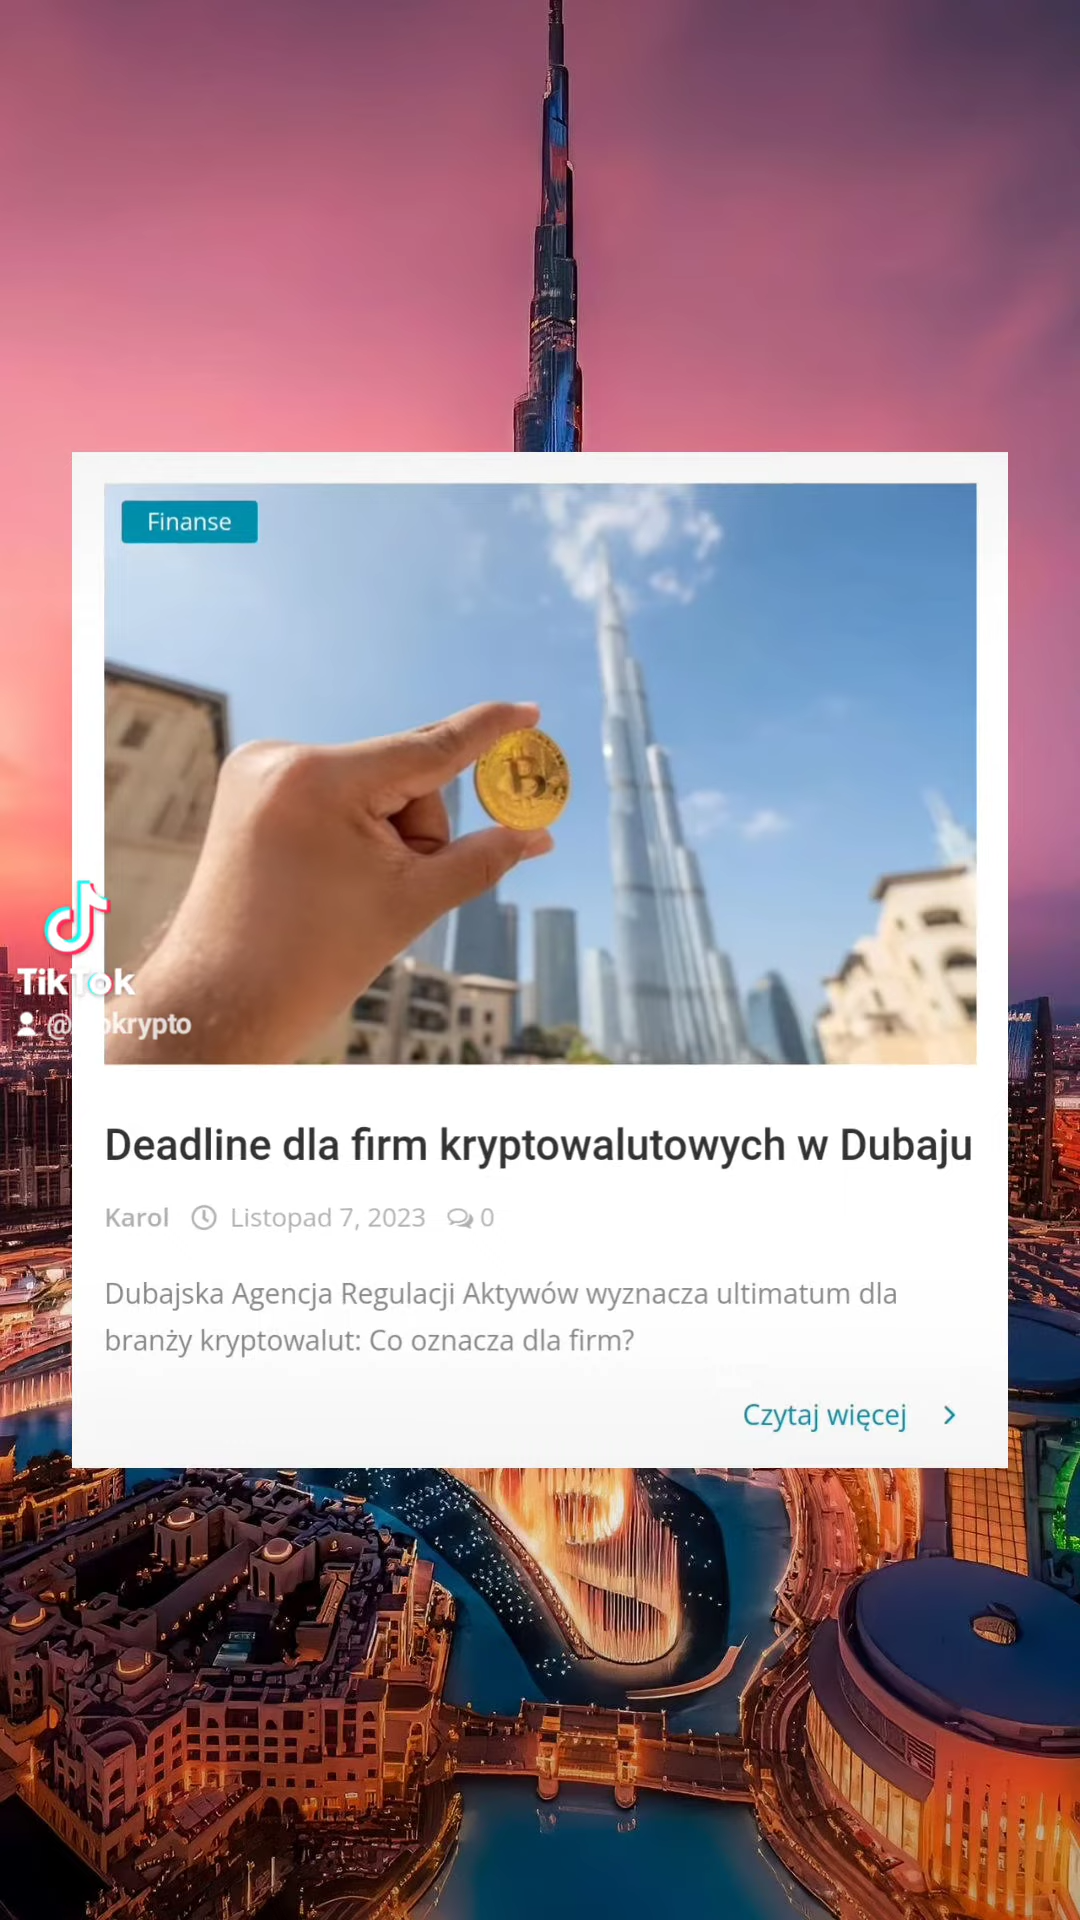 Finanse
TikTok
Deadline dla firm kryptowalutowych w Dubaju
Karol Listopad 7, 2023 0
Dubajska Agencja Regulacji Aktywów wyznacza ultimatum dla
branży kryptowalut: Co oznacza dla firm?
Czytaj więcej